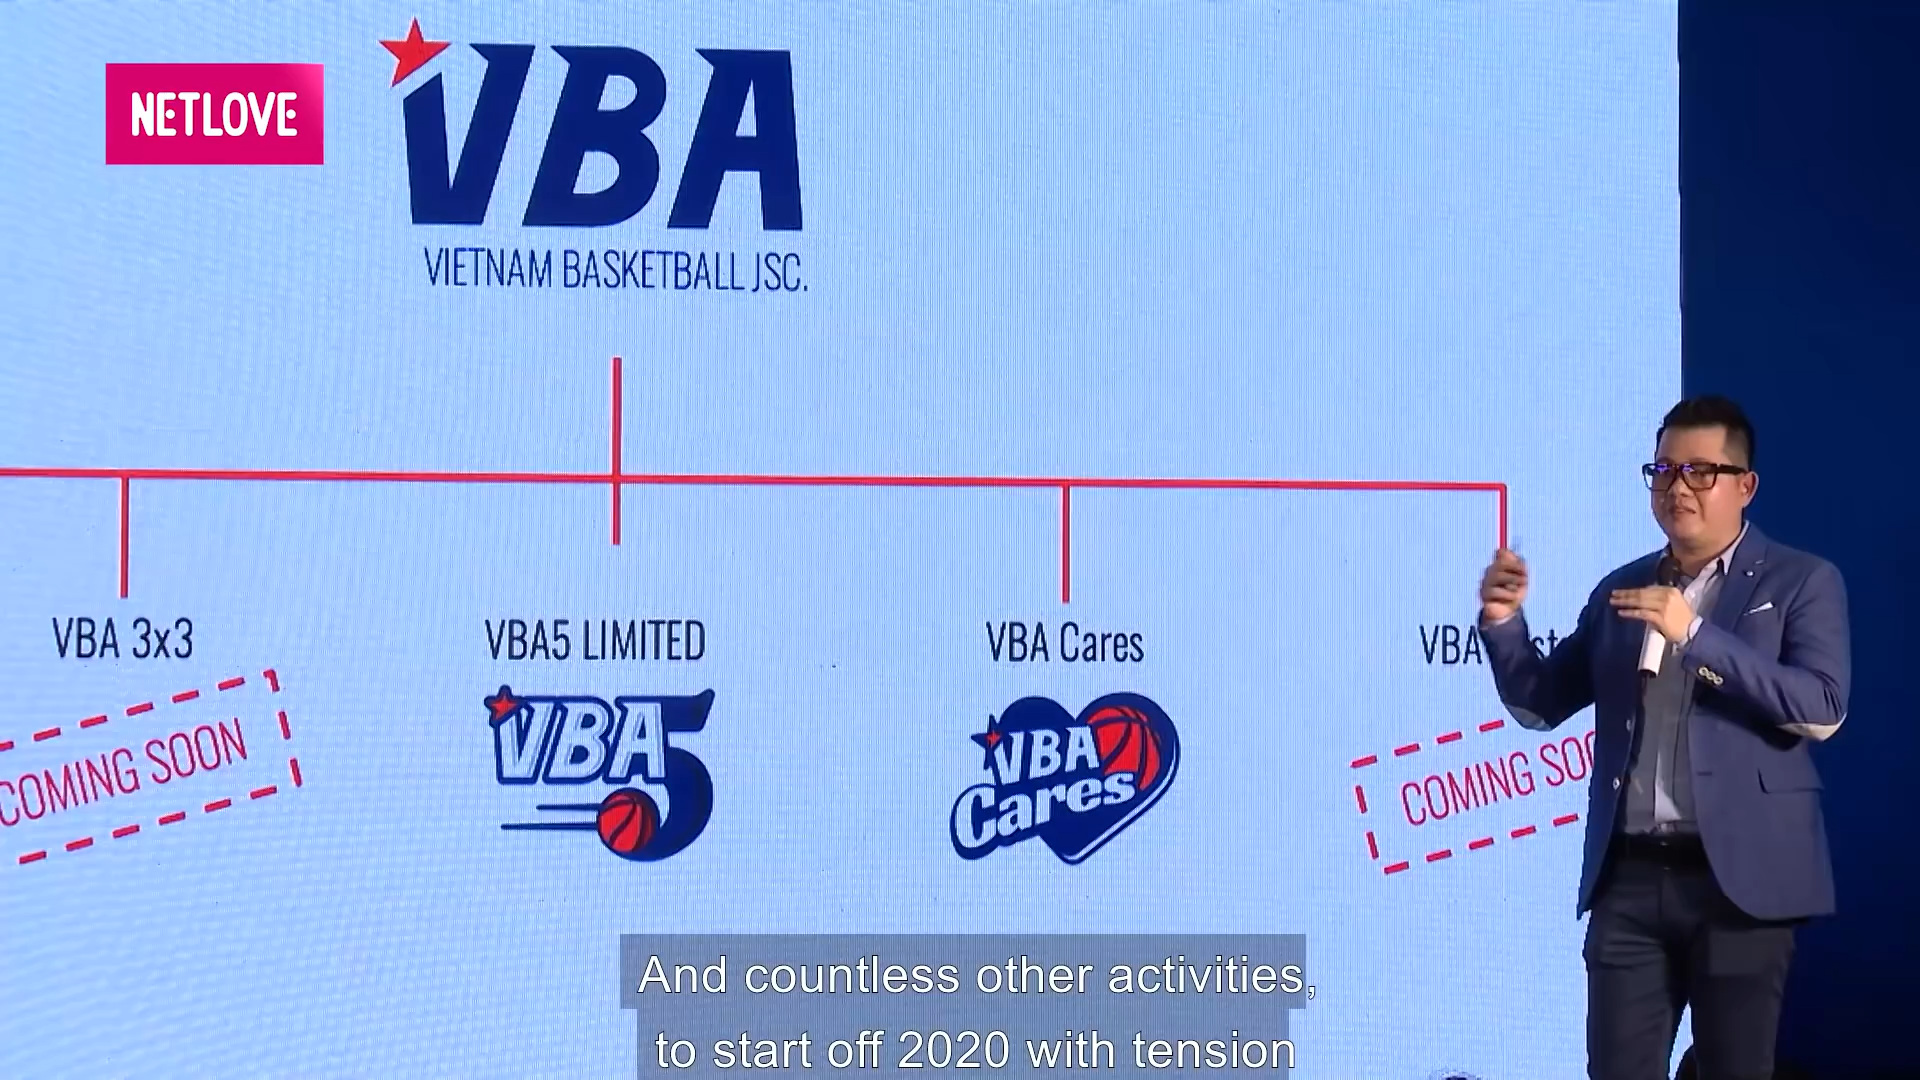 NETLOVE
VBA
VIETNAM BASKETBALL JSC.
VBA 3x3
VBA5 LIMITED
VBA Cares
VBA
COMING SOON
VBA5
VBA
Cares
COMING
And countless other activities,
to start off 2020 with tension